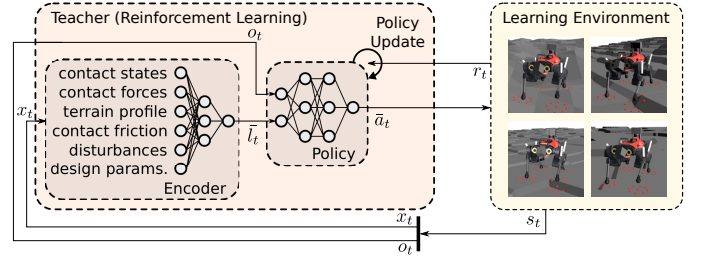 Teacher (Reinforcement Learning)
Policy
Update
Learning Environment
o_t
r_t
contact states
contact forces
terrain profile
contact friction
disturbances
design params.
Encoder
x_t
l̄_t
Policy
ā_t
s_t
x_t
o_t